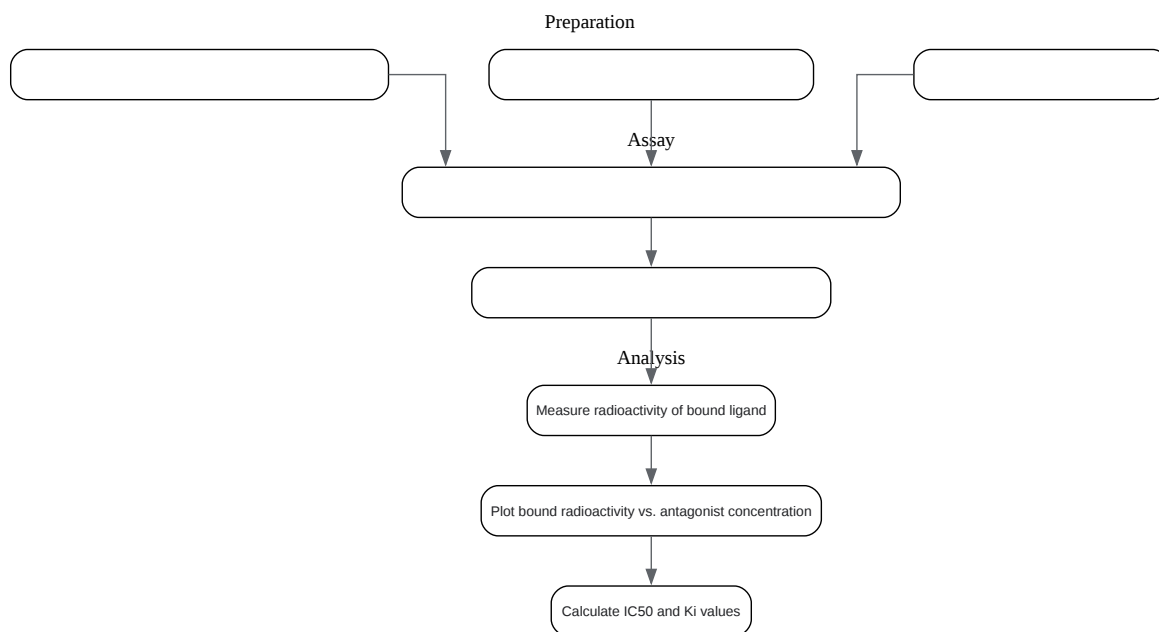 Preparation
Assay
Analysis
Measure radioactivity of bound ligand
Plot bound radioactivity vs. antagonist concentration
Calculate IC50 and Ki values